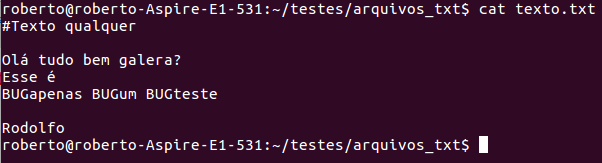 roberto@roberto-Aspire-E1-531:~/testes/arquivos_txt$ cat texto.txt
#Texto qualquer
Olá tudo bem galera?
Esse é
BUGapenas BUGum BUGteste
Rodolfo
roberto@roberto-Aspire-E1-531:~/testes/arquivos_txt$